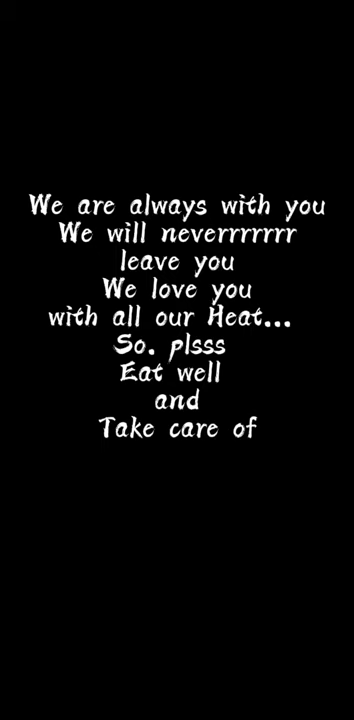 We are always with you
We will neverrrrrrr
leave you
We love you
with all our Heat...
So. plsss
Eat well
and
Take care of